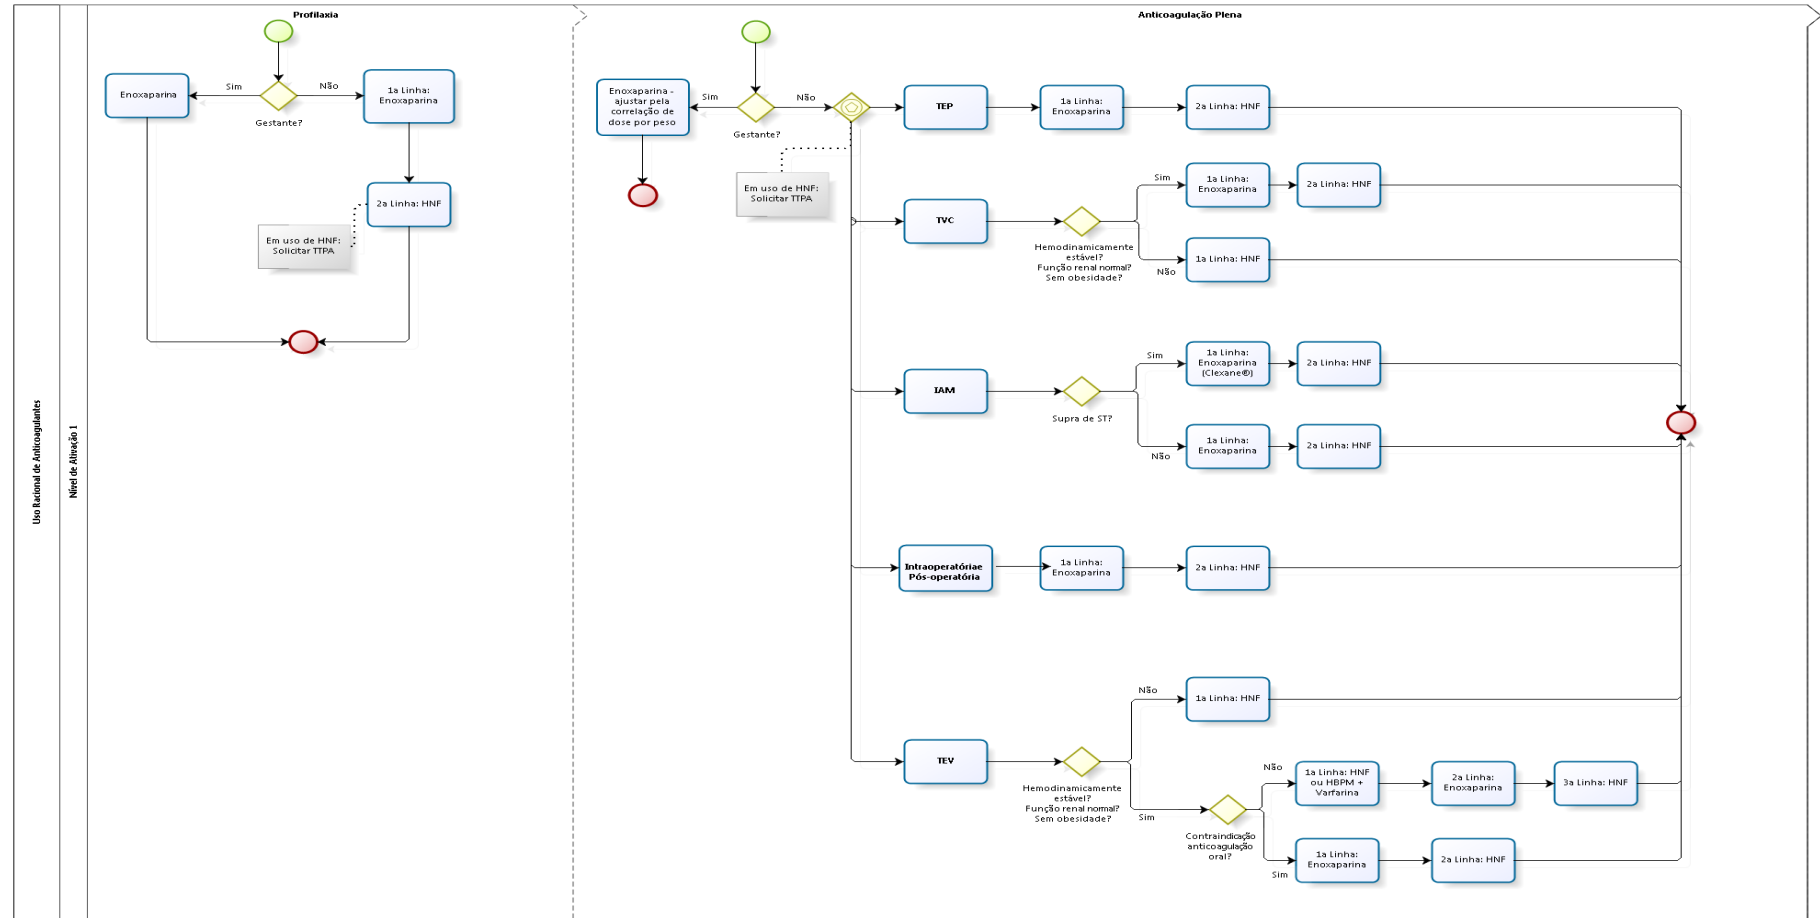 Profilaxia
Anticoagulação Plena
Uso Racional de Anticoagulantes
Nível de Ativação 1
Enoxaparina
Sim
Não
Gestante?
1a Linha:
Enoxaparina
2a Linha: HNF
Em uso de HNF:
Solicitar TTPA
Enoxaparina -
ajustar pela
correlação de
dose por peso
Sim
Não
Gestante?
Em uso de HNF:
Solicitar TTPA
TEP
1a Linha:
Enoxaparina
2a Linha: HNF
TVC
Hemodinamicamente
estável?
Função renal normal?
Sem obesidade?
Sim
1a Linha:
Enoxaparina
2a Linha: HNF
Não
1a Linha: HNF
IAM
Supra de ST?
Sim
1a Linha:
Enoxaparina
(Clexane®)
2a Linha: HNF
Não
1a Linha:
Enoxaparina
2a Linha: HNF
Intraoperatóriae
Pós-operatória
1a Linha:
Enoxaparina
2a Linha: HNF
TEV
Hemodinamicamente
estável?
Função renal normal?
Sem obesidade?
Não
1a Linha: HNF
Sim
Contraindicação
anticoagulação
oral?
Não
1a Linha: HNF
ou HBPM +
Varfarina
2a Linha:
Enoxaparina
3a Linha: HNF
Sim
1a Linha:
Enoxaparina
2a Linha: HNF